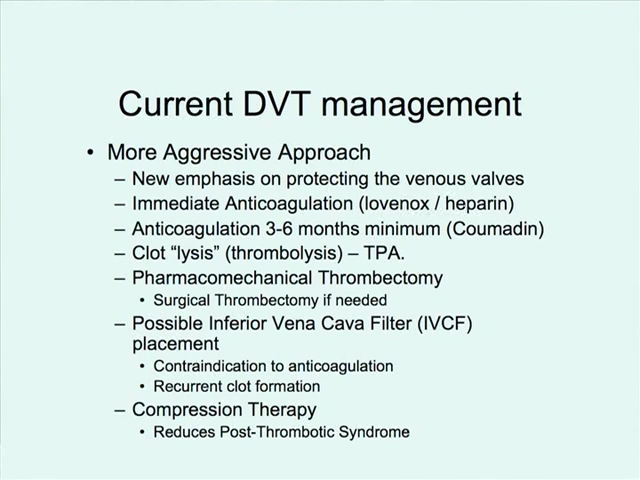 Current DVT management
• More Aggressive Approach
– New emphasis on protecting the venous valves
– Immediate Anticoagulation (lovenox / heparin)
– Anticoagulation 3-6 months minimum (Coumadin)
– Clot “lysis” (thrombolysis) – TPA.
– Pharmacomechanical Thrombectomy
• Surgical Thrombectomy if needed
– Possible Inferior Vena Cava Filter (IVCF)
placement
• Contraindication to anticoagulation
• Recurrent clot formation
– Compression Therapy
• Reduces Post-Thrombotic Syndrome